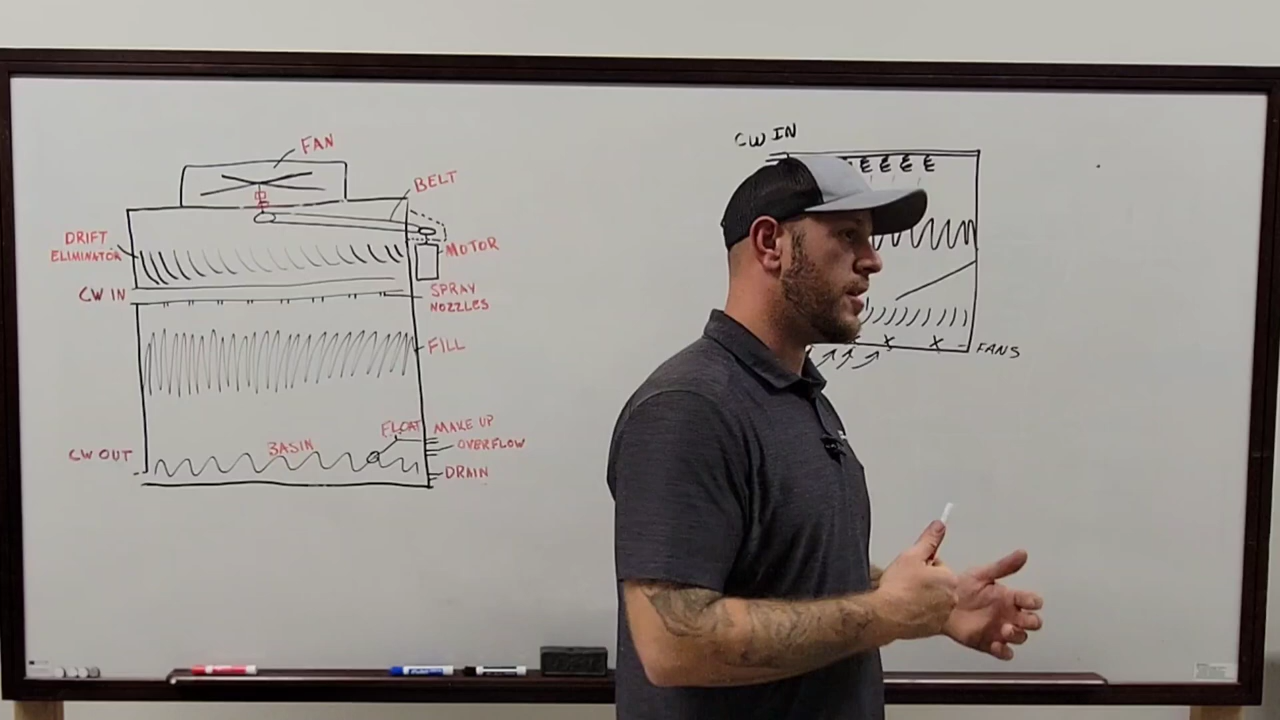 FAN
BELT
DRIFT
ELIMINATOR
MOTOR
CW IN
SPRAY
NOZZLES
FILL
FLOAT
MAKE UP
BASIN
OVERFLOW
CW OUT
DRAIN
CW IN
FANS